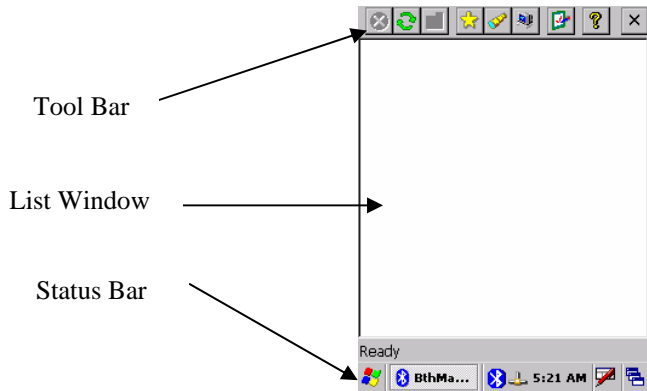 Tool Bar
List Window
Status Bar
Ready
BthMa... 5:21 AM